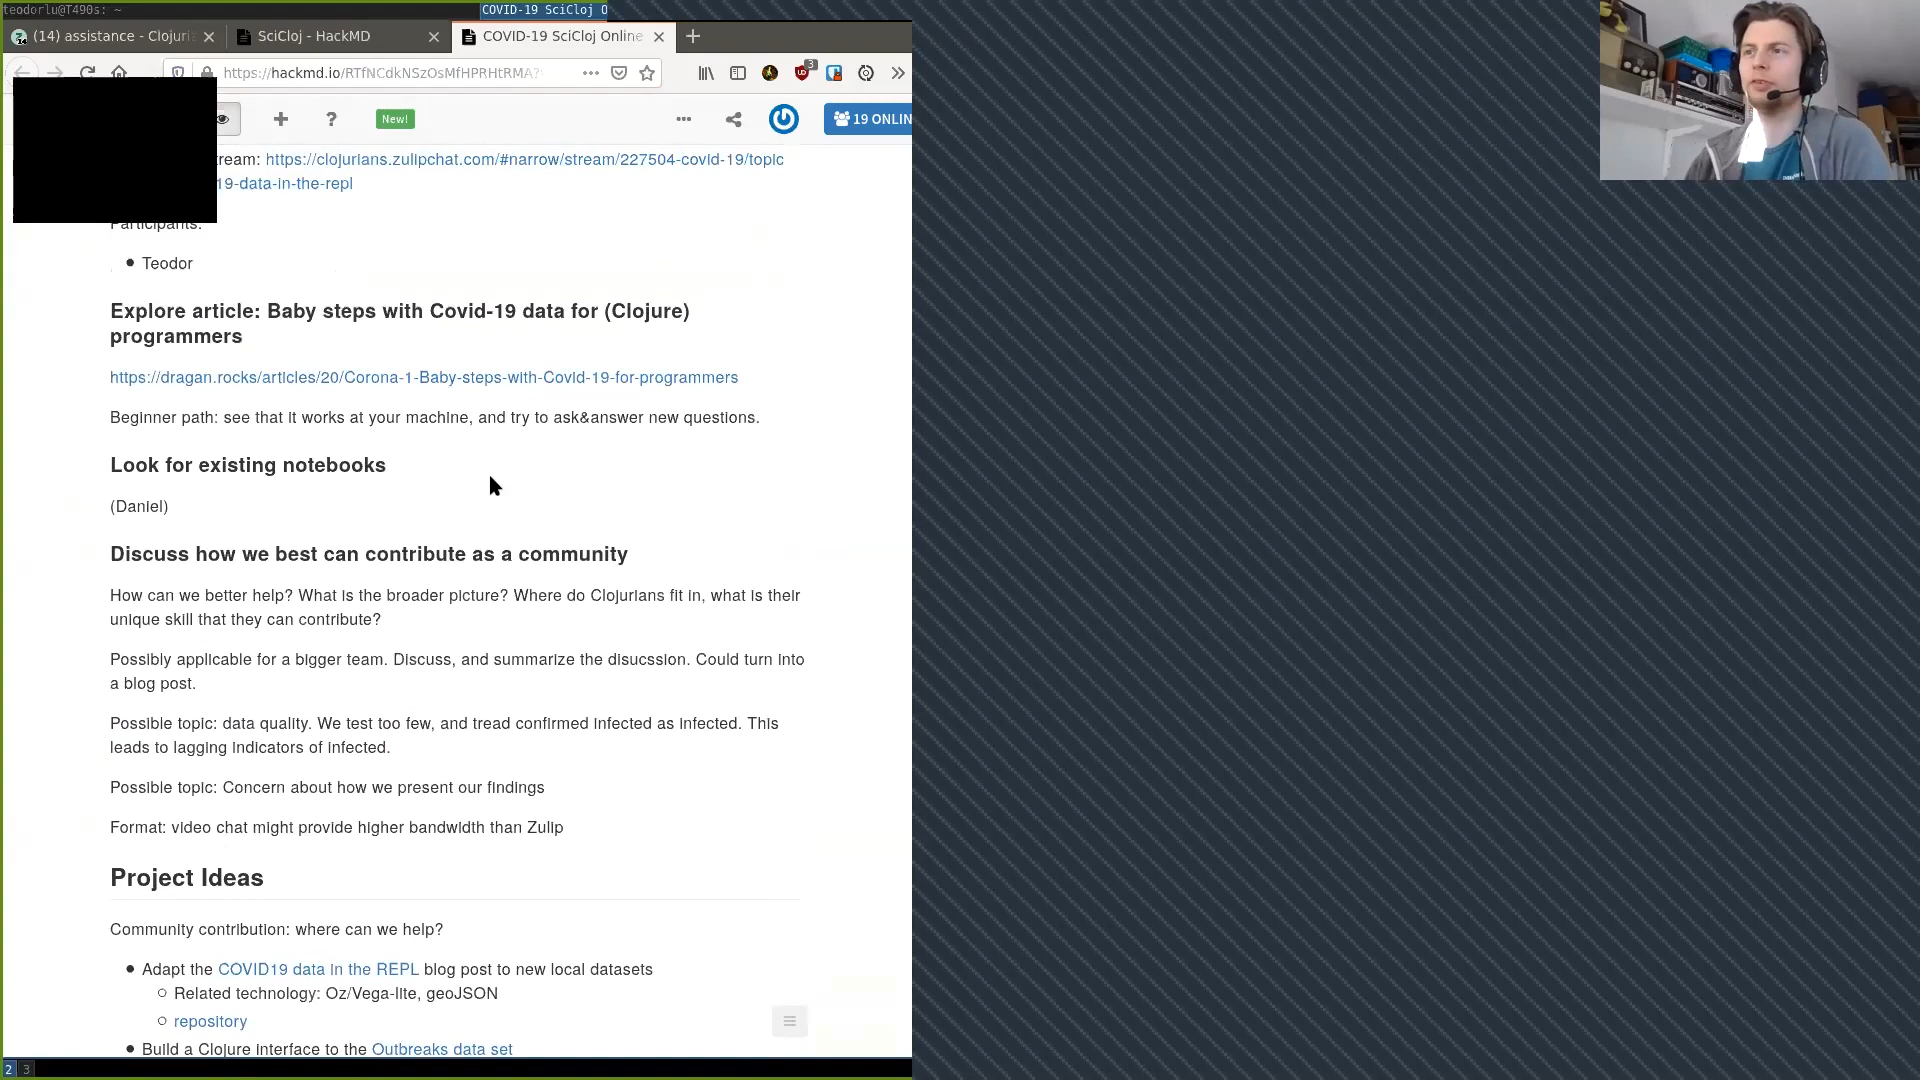 teodorlu@T490s: ~
COVID-19 SciCloj O
(14) assistance - Clojuri
SciCloj - HackMD
COVID-19 SciCloj Online
https://hackmd.io/RTfNCdkNSzOsMfHPRHtRMA?
3
New!
19 ONLIN
ream: https://clojurians.zulipchat.com/#narrow/stream/227504-covid-19/topic
19-data-in-the-repl
Participants:
• Teodor
Explore article: Baby steps with Covid-19 data for (Clojure)
programmers
https://dragan.rocks/articles/20/Corona-1-Baby-steps-with-Covid-19-for-programmers
Beginner path: see that it works at your machine, and try to ask&answer new questions.
Look for existing notebooks
(Daniel)
Discuss how we best can contribute as a community
How can we better help? What is the broader picture? Where do Clojurians fit in, what is their
unique skill that they can contribute?
Possibly applicable for a bigger team. Discuss, and summarize the disucssion. Could turn into
a blog post.
Possible topic: data quality. We test too few, and tread confirmed infected as infected. This
leads to lagging indicators of infected.
Possible topic: Concern about how we present our findings
Format: video chat might provide higher bandwidth than Zulip
Project Ideas
Community contribution: where can we help?
• Adapt the COVID19 data in the REPL blog post to new local datasets
○ Related technology: Oz/Vega-lite, geoJSON
○ repository
• Build a Clojure interface to the Outbreaks data set
2 3